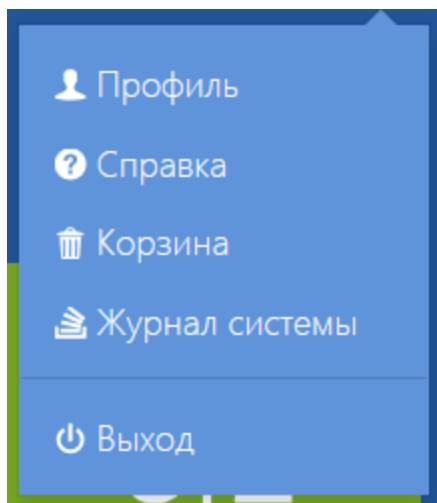 Профиль
Справка
Корзина
Журнал системы
Выход